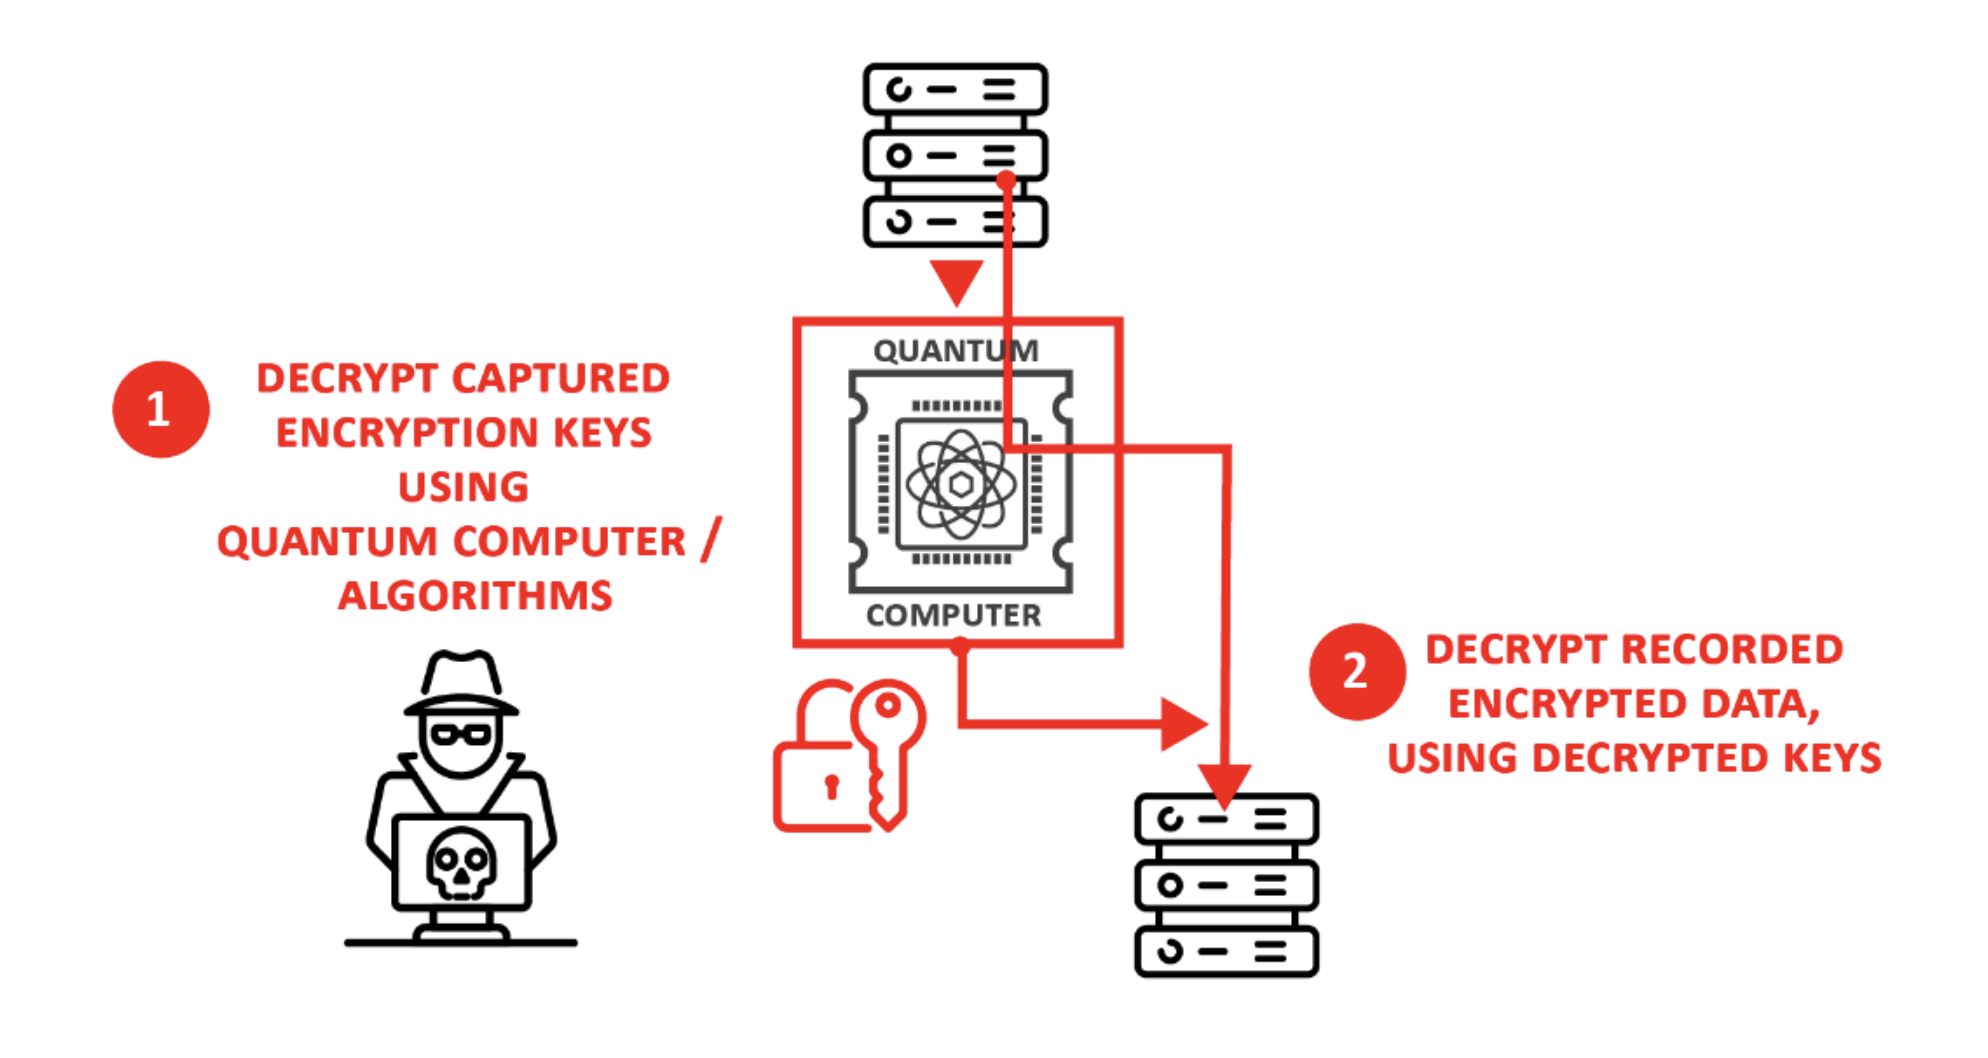 QUANTUM
1
DECRYPT CAPTURED
ENCRYPTION KEYS
USING
QUANTUM COMPUTER /
ALGORITHMS
COMPUTER
2
DECRYPT RECORDED
ENCRYPTED DATA,
USING DECRYPTED KEYS